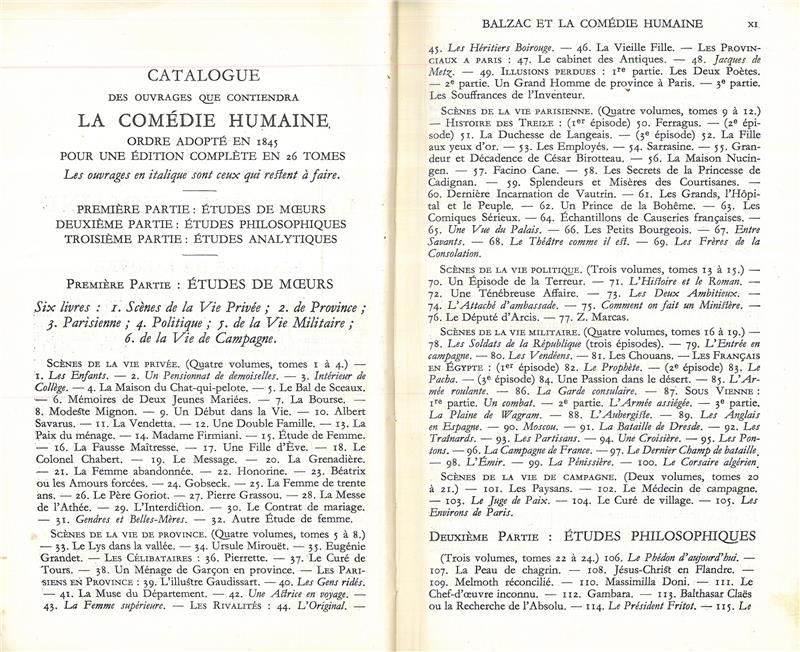 CATALOGUE
DES OUVRAGES QUE CONTIENDRA
LA COMÉDIE HUMAINE
ORDRE ADOPTÉ EN 1845
POUR UNE ÉDITION COMPLÈTE EN 26 TOMES
Les ouvrages en italique sont ceux qui restent à faire.
PREMIÈRE PARTIE : ÉTUDES DE MŒURS
DEUXIÈME PARTIE : ÉTUDES PHILOSOPHIQUES
TROISIÈME PARTIE : ÉTUDES ANALYTIQUES
PREMIÈRE PARTIE : ÉTUDES DE MŒURS
Six livres : 1. Scènes de la Vie Privée ; 2. de Province ;
3. Parisienne ; 4. Politique ; 5. de la Vie Militaire ;
6. de la Vie de Campagne.
SCÈNES DE LA VIE PRIVÉE. (Quatre volumes, tomes 1 à 4.) —
1. Les Enfants. — 2. Un Pensionnat de demoiselles. — 3. Intérieur de
Collège. — 4. La Maison du Chat-qui-pelote. — 5. Le Bal de Sceaux.
— 6. Mémoires de Deux Jeunes Mariées. — 7. La Bourse. —
8. Modeste Mignon. — 9. Un Début dans la Vie. — 10. Albert
Savarus. — 11. La Vendetta. — 12. Une Double Famille. — 13. La
Paix du ménage. — 14. Madame Firmiani. — 15. Étude de Femme.
— 16. La Fausse Maîtresse. — 17. Une Fille d'Ève. — 18. Le
Colonel Chabert. — 19. Le Message. — 20. La Grenadière.
— 21. La Femme abandonnée. — 22. Honorine. — 23. Béatrix
ou les Amours forcées. — 24. Gobseck. — 25. La Femme de trente
ans. — 26. Le Père Goriot. — 27. Pierre Grassou. — 28. La Messe
de l'Athée. — 29. L'Interdiction. — 30. Le Contrat de mariage.
— 31. Gendres et Belles-Mères. — 32. Autre Étude de femme.
SCÈNES DE LA VIE DE PROVINCE. (Quatre volumes, tomes 5 à 8.)
— 33. Le Lys dans la vallée. — 34. Ursule Mirouët. — 35. Eugénie
Grandet. — LES CÉLIBATAIRES : 36. Pierrette. — 37. Le Curé de
Tours. — 38. Un Ménage de Garçon en province. — LES PARI-
SIENS EN PROVINCE : 39. L'illustre Gaudissart. — 40. Les Gens ridés.
— 41. La Muse du Département. — 42. Une Actrice en voyage. —
43. La Femme supérieure. — LES RIVALITÉS : 44. L'Original. —
BALZAC ET LA COMÉDIE HUMAINE XI
45. Les Héritiers Boirouge. — 46. La Vieille Fille. — LES PROVIN-
CIAUX A PARIS : 47. Le cabinet des Antiques. — 48. Jacques de
Metz. — 49. ILLUSIONS PERDUES : 1re partie. Les Deux Poètes.
— 2e partie. Un Grand Homme de province à Paris. — 3e partie.
Les Souffrances de l'Inventeur.
SCÈNES DE LA VIE PARISIENNE. (Quatre volumes, tomes 9 à 12.)
— HISTOIRE DES TREIZE : (1er épisode) 50. Ferragus. — (2e épi-
sode) 51. La Duchesse de Langeais. — (3e épisode) 52. La Fille
aux yeux d'or. — 53. Les Employés. — 54. Sarrasine. — 55. Gran-
deur et Décadence de César Birotteau. — 56. La Maison Nucin-
gen. — 57. Facino Cane. — 58. Les Secrets de la Princesse de
Cadignan. — 59. Splendeurs et Misères des Courtisanes. —
60. Dernière Incarnation de Vautrin. — 61. Les Grands, l'Hôpi-
tal et le Peuple. — 62. Un Prince de la Bohême. — 63. Les
Comiques Sérieux. — 64. Échantillons de Causeries françaises. —
65. Une Vue du Palais. — 66. Les Petits Bourgeois. — 67. Entre
Savants. — 68. Le Théâtre comme il est. — 69. Les Frères de la
Consolation.
SCÈNES DE LA VIE POLITIQUE. (Trois volumes, tomes 13 à 15.) —
70. Un Épisode de la Terreur. — 71. L'Histoire et le Roman. —
72. Une Ténébreuse Affaire. — 73. Les Deux Ambitieux. —
74. L'Attaché d'ambassade. — 75. Comment on fait un Ministère. —
76. Le Député d'Arcis. — 77. Z. Marcas.
SCÈNES DE LA VIE MILITAIRE. (Quatre volumes, tomes 16 à 19.) —
78. Les Soldats de la République (trois épisodes). — 79. L'Entrée en
campagne. — 80. Les Vendéens. — 81. Les Chouans. — LES FRANÇAIS
EN ÉGYPTE : (1er épisode) 82. Le Prophète. — (2e épisode) 83. Le
Pacha. — (3e épisode) 84. Une Passion dans le désert. — 85. L'Ar-
mée roulante. — 86. La Garde consulaire. — 87. SOUS VIENNE :
1re partie. Un combat. — 2e partie. L'Armée assiégée. — 3e partie.
La Plaine de Wagram. — 88. L'Aubergiste. — 89. Les Anglais
en Espagne. — 90. Moscou. — 91. La Bataille de Dresde. — 92. Les
Traînards. — 93. Les Partisans. — 94. Une Croisière. — 95. Les Pon-
tons. — 96. La Campagne de France. — 97. Le Dernier Champ de bataille.
— 98. L'Émir. — 99. La Pénissière. — 100. Le Corsaire algérien.
SCÈNES DE LA VIE DE CAMPAGNE. (Deux volumes, tomes 20
à 21.) — 101. Les Paysans. — 102. Le Médecin de campagne.
— 103. Le Juge de Paix. — 104. Le Curé de village. — 105. Les
Environs de Paris.
DEUXIÈME PARTIE : ÉTUDES PHILOSOPHIQUES
(Trois volumes, tomes 22 à 24.) 106. Le Phédon d'aujourd'hui. —
107. La Peau de chagrin. — 108. Jésus-Christ en Flandre. —
109. Melmoth réconcilié. — 110. Massimilla Doni. — 111. Le
Chef-d'œuvre inconnu. — 112. Gambara. — 113. Balthasar Claës
ou la Recherche de l'Absolu. — 114. Le Président Fritot. — 115. Le